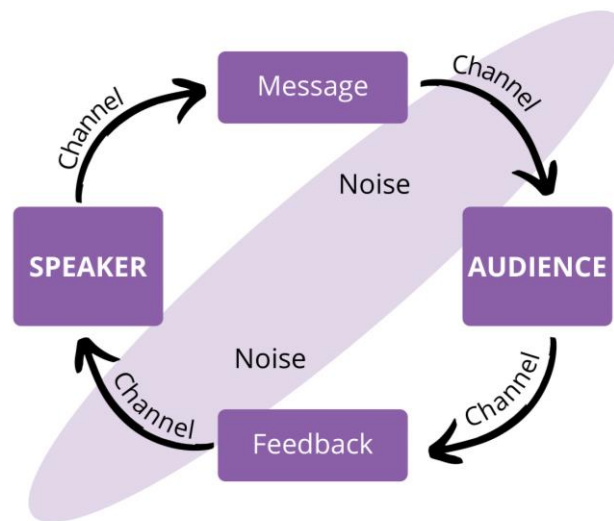 Message
Channel
Channel
Noise
SPEAKER
AUDIENCE
Noise
Channel
Channel
Feedback